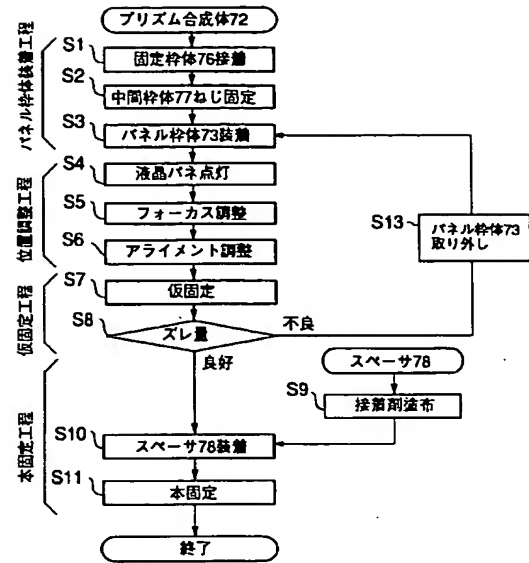 プリズム合成体72
パネル枠体装着工程
S1
固定枠体76接着
S2
中間枠体77ねじ固定
S3
パネル枠体73装着
位置調整工程
S4
液晶パネ点灯
S5
フォーカス調整
S6
アライメント調整
S13
パネル枠体73
取り外し
仮固定工程
S7
仮固定
S8
ズレ量
不良
良好
スペーサ78
S9
接着剤塗布
本固定工程
S10
スペーサ78装着
S11
本固定
終了